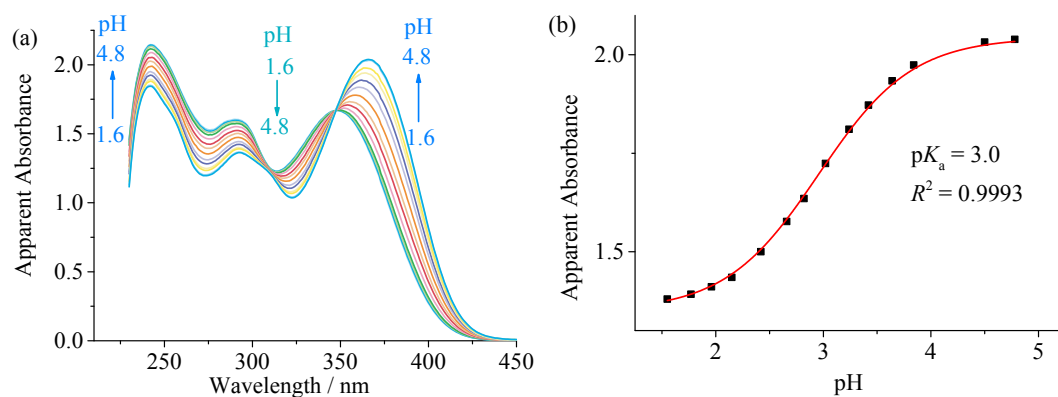 (a)
pH
4.8
1.6
pH
1.6
4.8
pH
4.8
1.6
2.0
1.5
1.0
0.5
0.0
250
300
350
400
450
Apparent Absorbance
Wavelength / nm
(b)
2.0
1.5
2
3
4
5
Apparent Absorbance
pH
pKₐ = 3.0
R² = 0.9993